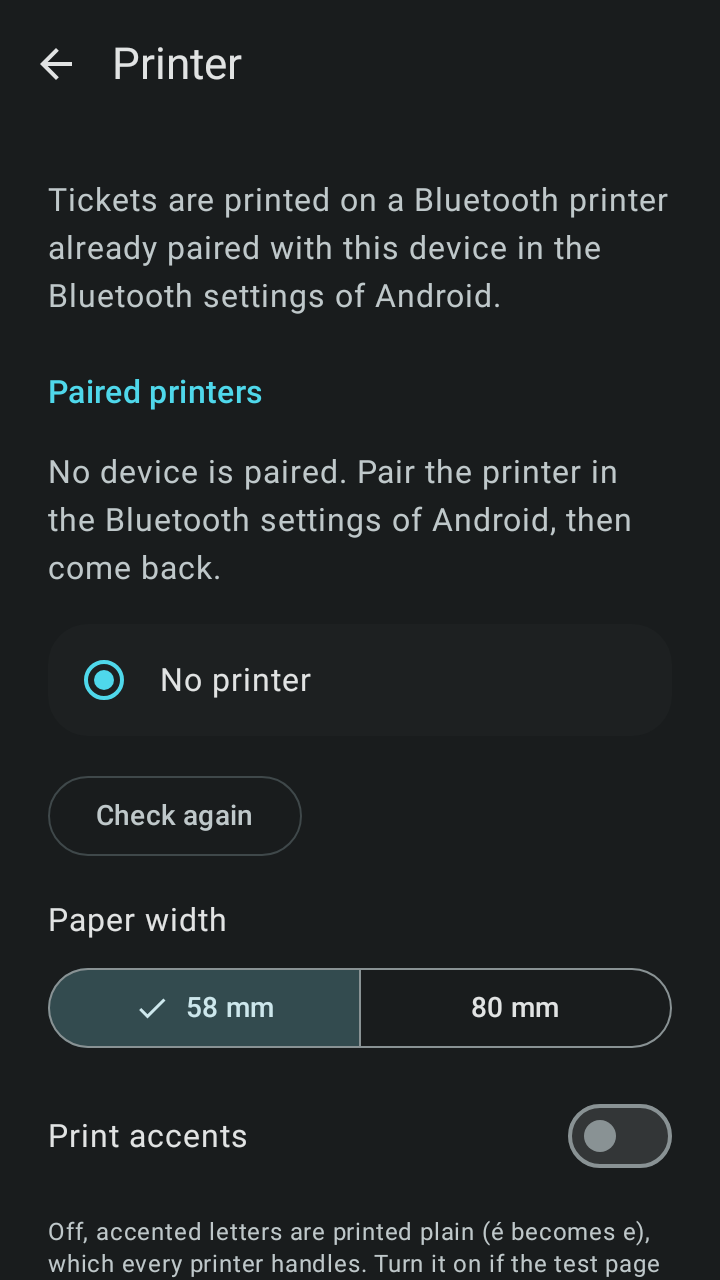 Printer
Tickets are printed on a Bluetooth printer
already paired with this device in the
Bluetooth settings of Android.
Paired printers
No device is paired. Pair the printer in
the Bluetooth settings of Android, then
come back.
No printer
Check again
Paper width
58 mm
80 mm
Print accents
Off, accented letters are printed plain (é becomes e),
which every printer handles. Turn it on if the test page